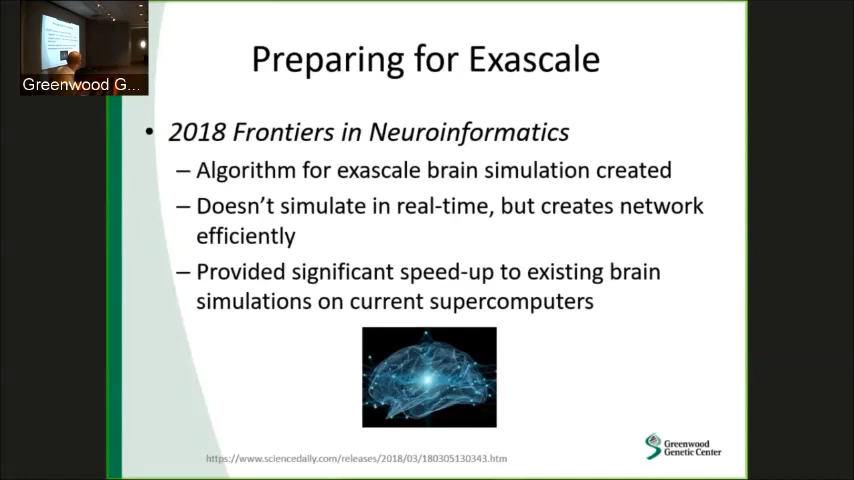 Greenwood G...
Preparing for Exascale
• 2018 Frontiers in Neuroinformatics
– Algorithm for exascale brain simulation created
– Doesn't simulate in real-time, but creates network
efficiently
– Provided significant speed-up to existing brain
simulations on current supercomputers
Greenwood
Genetic Center
https://www.sciencedaily.com/releases/2018/03/180305130343.htm